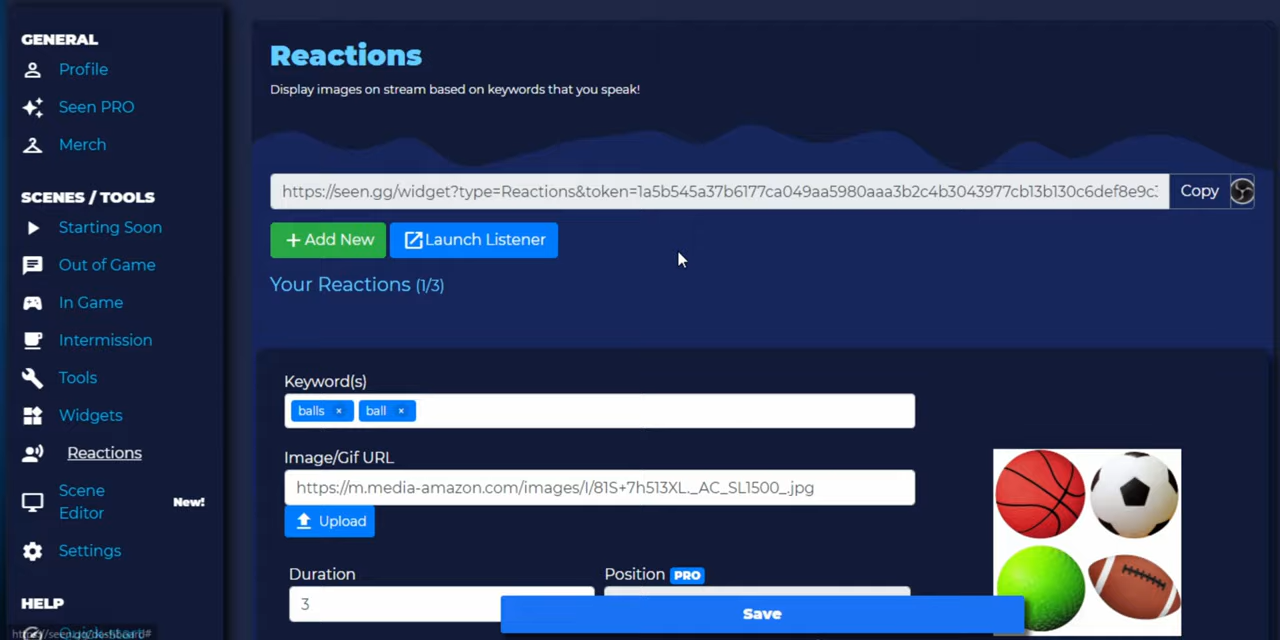 GENERAL
Profile
Seen PRO
Merch
SCENES / TOOLS
Starting Soon
Out of Game
In Game
Intermission
Tools
Widgets
Reactions
Scene
Editor
New!
Settings
HELP
Reactions
Display images on stream based on keywords that you speak!
https://seen.gg/widget?type=Reactions&token=1a5b545a37b6177ca049aa5980aaa3b2c4b3043977cb13b130c6def8e9c
Copy
+ Add New
Launch Listener
Your Reactions (1/3)
Keyword(s)
balls ×
ball ×
Image/Gif URL
https://m.media-amazon.com/images/I/81S+7h513XL._AC_SL1500_.jpg
Upload
Duration
3
Position PRO
Save